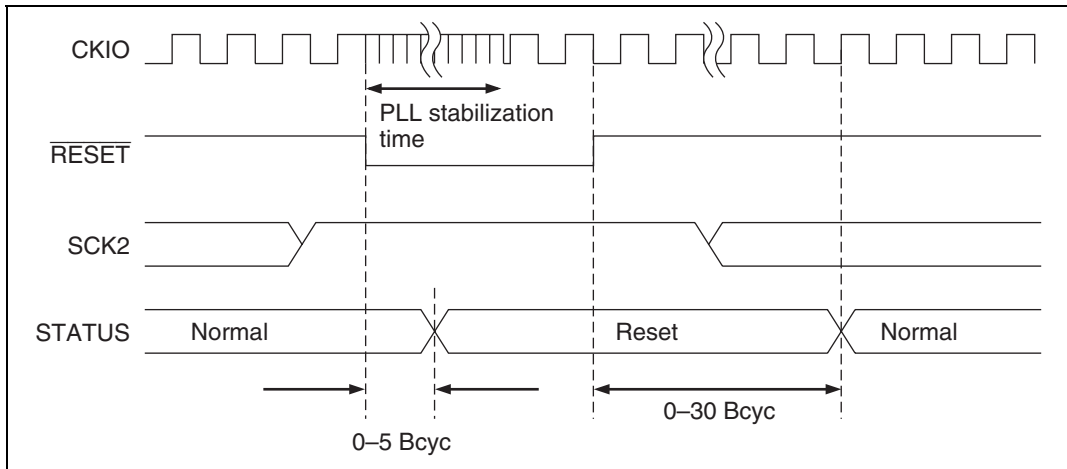 CKIO
PLL stabilization
time
RESET
SCK2
STATUS
Normal
Reset
Normal
0–30 Bcyc
0–5 Bcyc